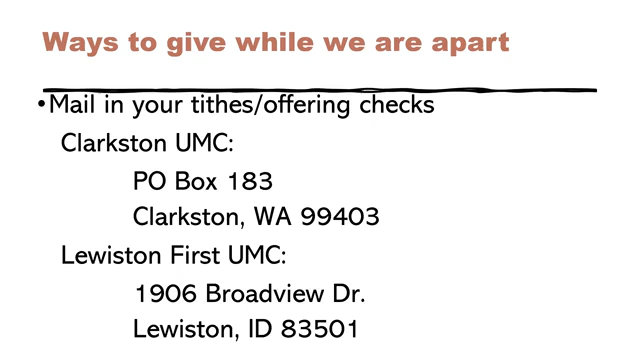 Ways to give while we are apart
•Mail in your tithes/offering checks
Clarkston UMC:
PO Box 183
Clarkston, WA 99403
Lewiston First UMC:
1906 Broadview Dr.
Lewiston, ID 83501